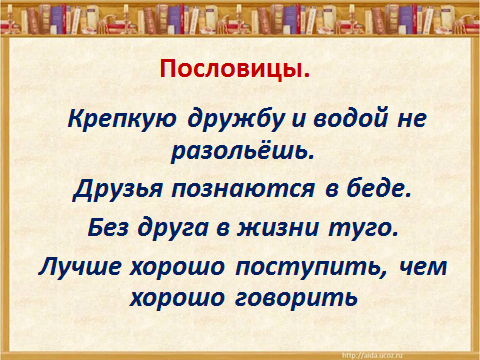 Пословицы.
Крепкую дружбу и водой не
разольёшь.
Друзья познаются в беде.
Без друга в жизни туго.
Лучше хорошо поступить, чем
хорошо говорить
http://aida.ucoz.ru